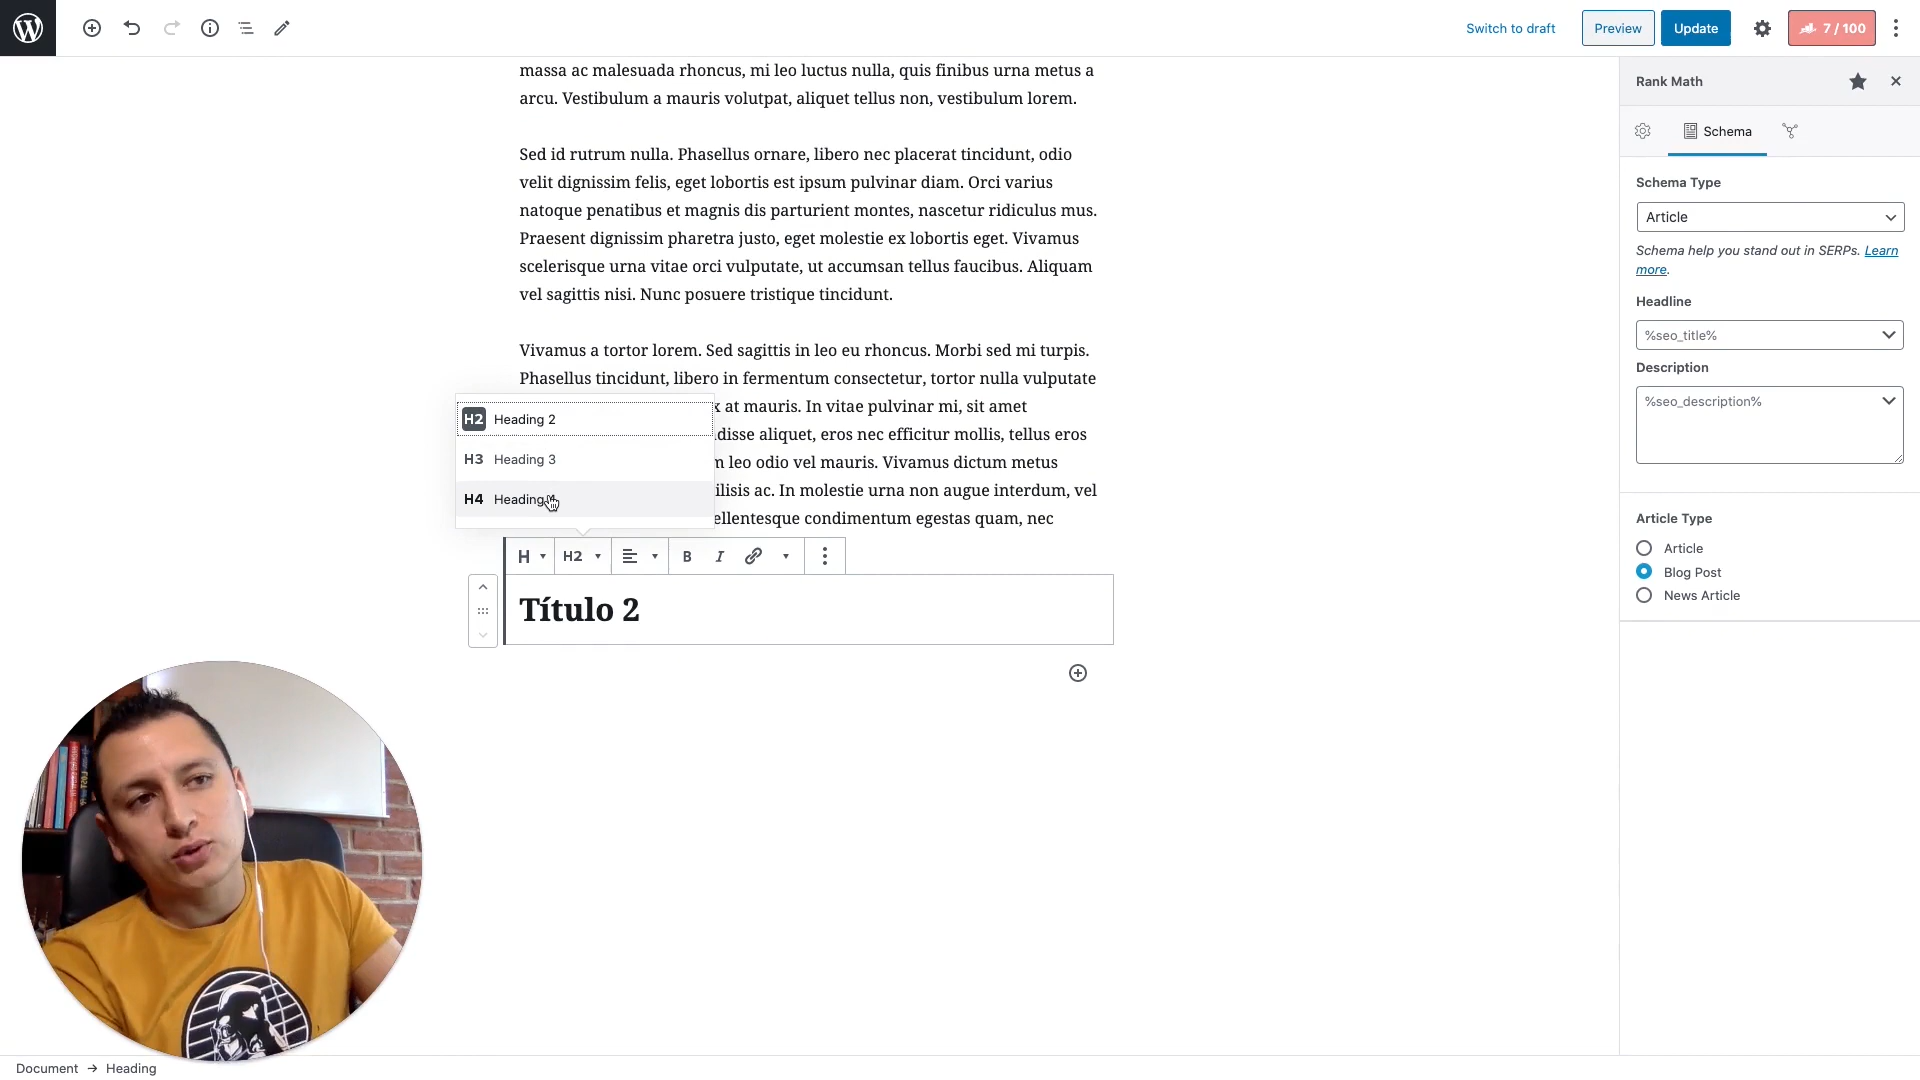 Switch to draft
Preview
Update
7 / 100
massa ac malesuada rhoncus, mi leo luctus nulla, quis finibus urna metus a
arcu. Vestibulum a mauris volutpat, aliquet tellus non, vestibulum lorem.
Sed id rutrum nulla. Phasellus ornare, libero nec placerat tincidunt, odio
velit dignissim felis, eget lobortis est ipsum pulvinar diam. Orci varius
natoque penatibus et magnis dis parturient montes, nascetur ridiculus mus.
Praesent dignissim pharetra justo, eget molestie ex lobortis eget. Vivamus
scelerisque urna vitae orci vulputate, ut accumsan tellus faucibus. Aliquam
vel sagittis nisi. Nunc posuere tristique tincidunt.
Vivamus a tortor lorem. Sed sagittis in leo eu rhoncus. Morbi sed mi turpis.
Phasellus tincidunt, libero in fermentum consectetur, tortor nulla vulputate
at mauris. In vitae pulvinar mi, sit amet
disse aliquet, eros nec efficitur mollis, tellus eros
leo odio vel mauris. Vivamus dictum metus
ilisis ac. In molestie urna non augue interdum, vel
ellentesque condimentum egestas quam, nec
H2 Heading 2
H3 Heading 3
H4 Heading
H H2 B I
Título 2
Rank Math
Schema
Schema Type
Article
Schema help you stand out in SERPs. Learn
more.
Headline
%seo_title%
Description
%seo_description%
Article Type
Article
Blog Post
News Article
Document → Heading